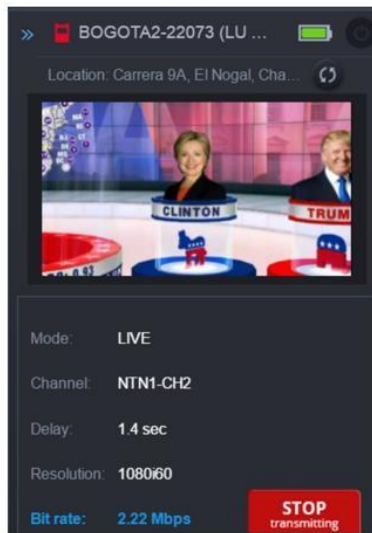 » BOGOTA2-22073 (LU ...
Location: Carrera 9A, El Nogal, Cha...
CLINTON
TRUM
Mode: LIVE
Channel: NTN1-CH2
Delay: 1.4 sec
Resolution: 1080i60
Bit rate: 2.22 Mbps
STOP
transmitting